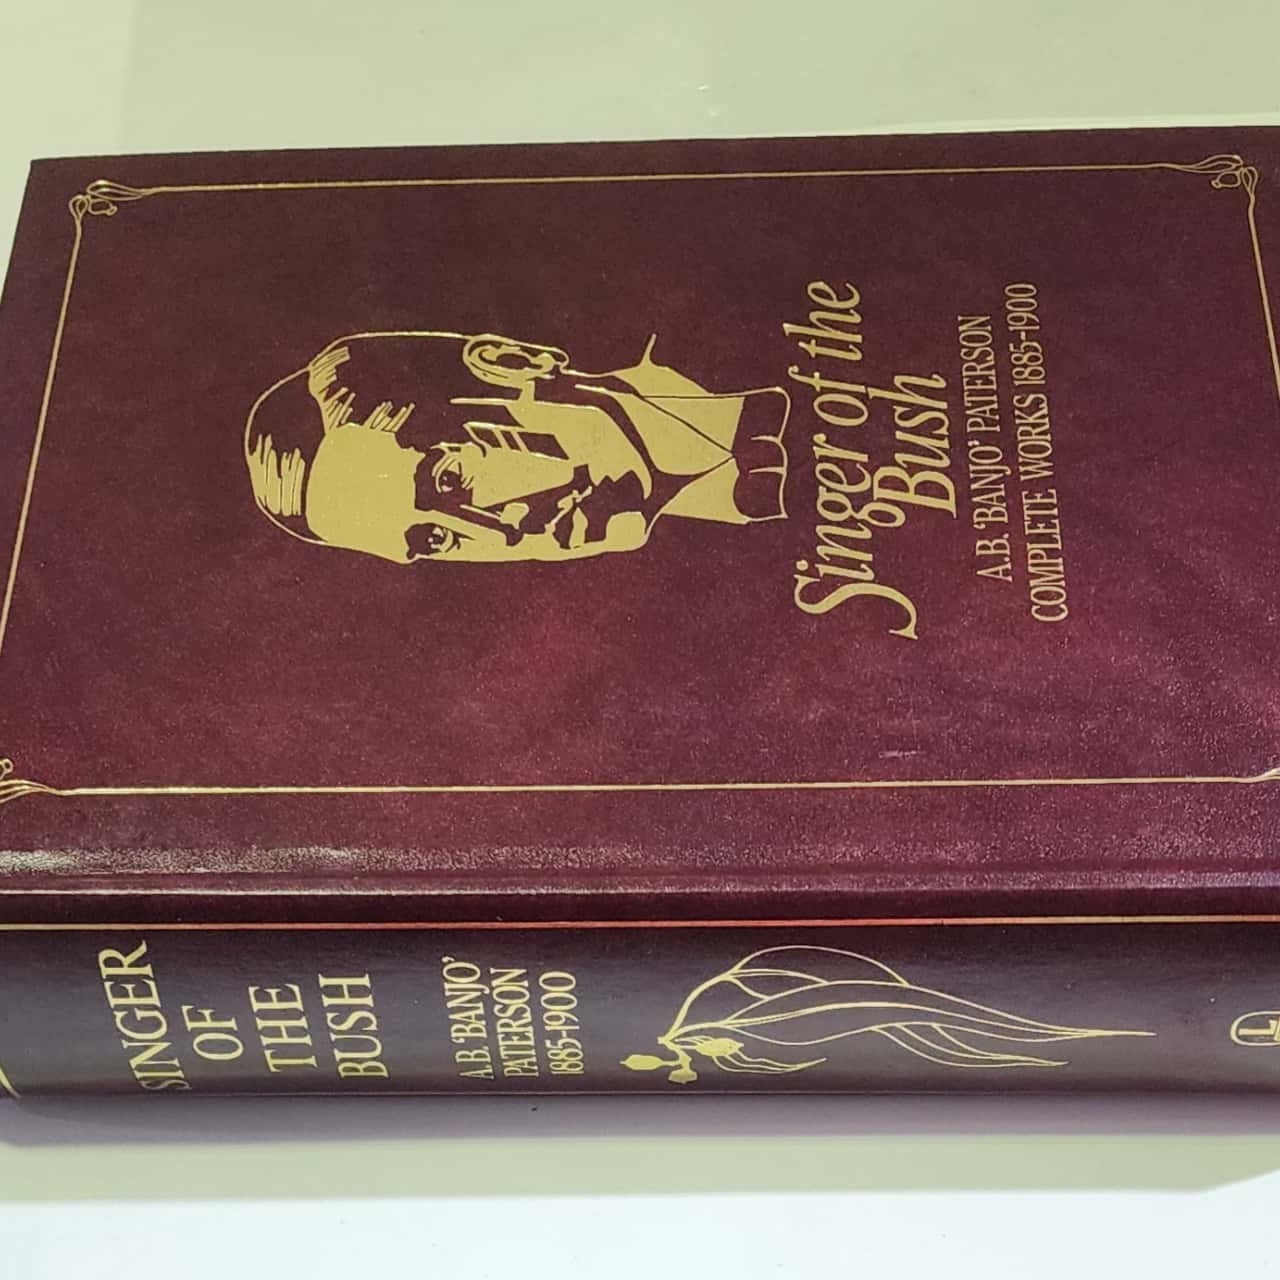 Singer of the
Bush
A.B. 'BANJO' PATERSON
COMPLETE WORKS 1885-1900
SINGER
OF
THE
BUSH
A.B. 'BANJO'
PATERSON
1885-1900
L